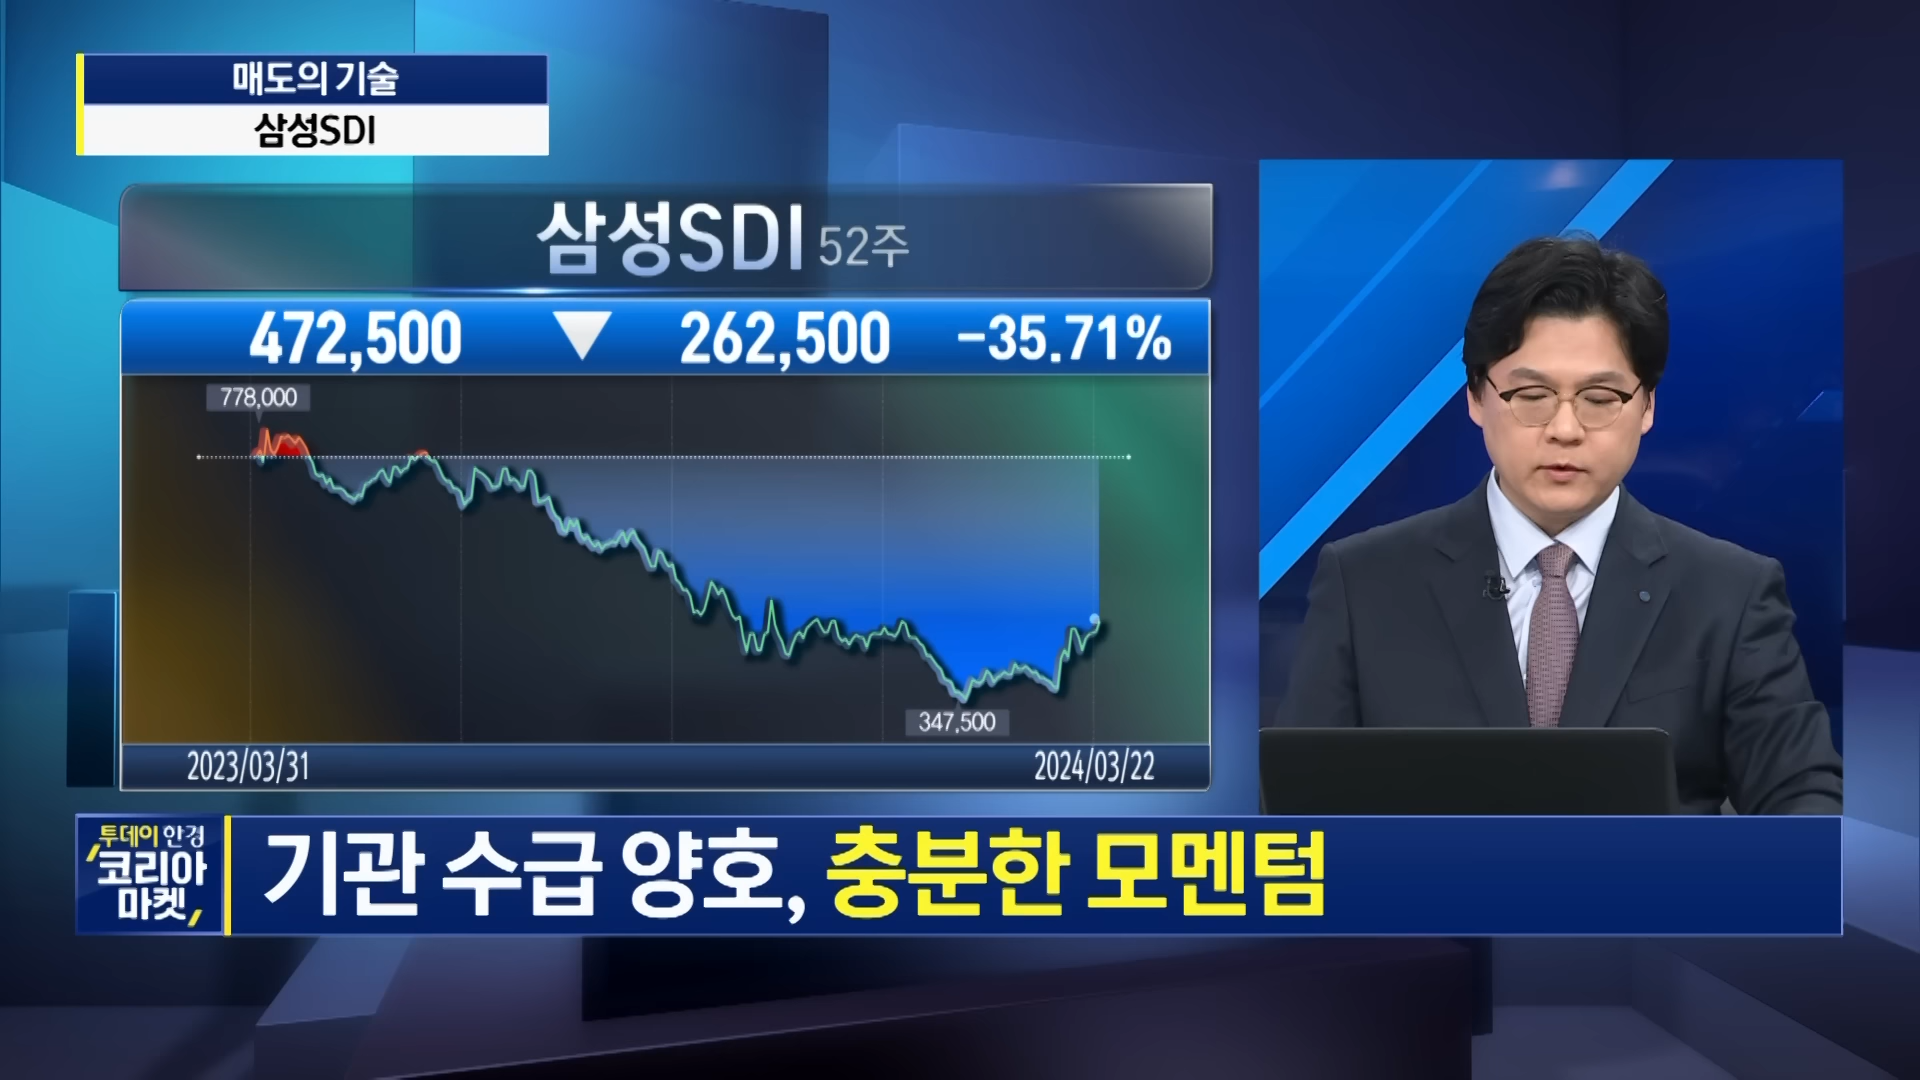 매도의 기술
삼성SDI
삼성SDI 52주
472,500 ▼ 262,500 -35.71%
778,000
347,500
2023/03/31 2024/03/22
투데이 한경
코리아
마켓
기관 수급 양호, 충분한 모멘텀